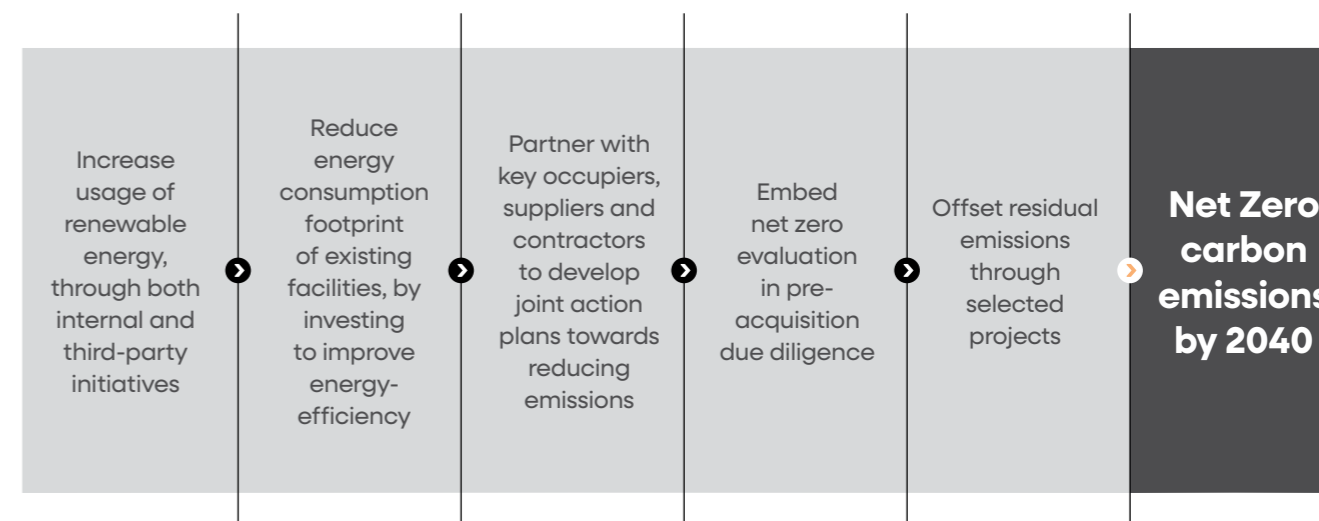 Increase
usage of
renewable
energy,
through both
internal and
third-party
initiatives
Reduce
energy
consumption
footprint
of existing
facilities, by
investing
to improve
energy-
efficiency
Partner with
key occupiers,
suppliers and
contractors
to develop
joint action
plans towards
reducing
emissions
Embed
net zero
evaluation
in pre-
acquisition
due diligence
Offset residual
emissions
through
selected
projects
Net Zero
carbon
emissions
by 2040